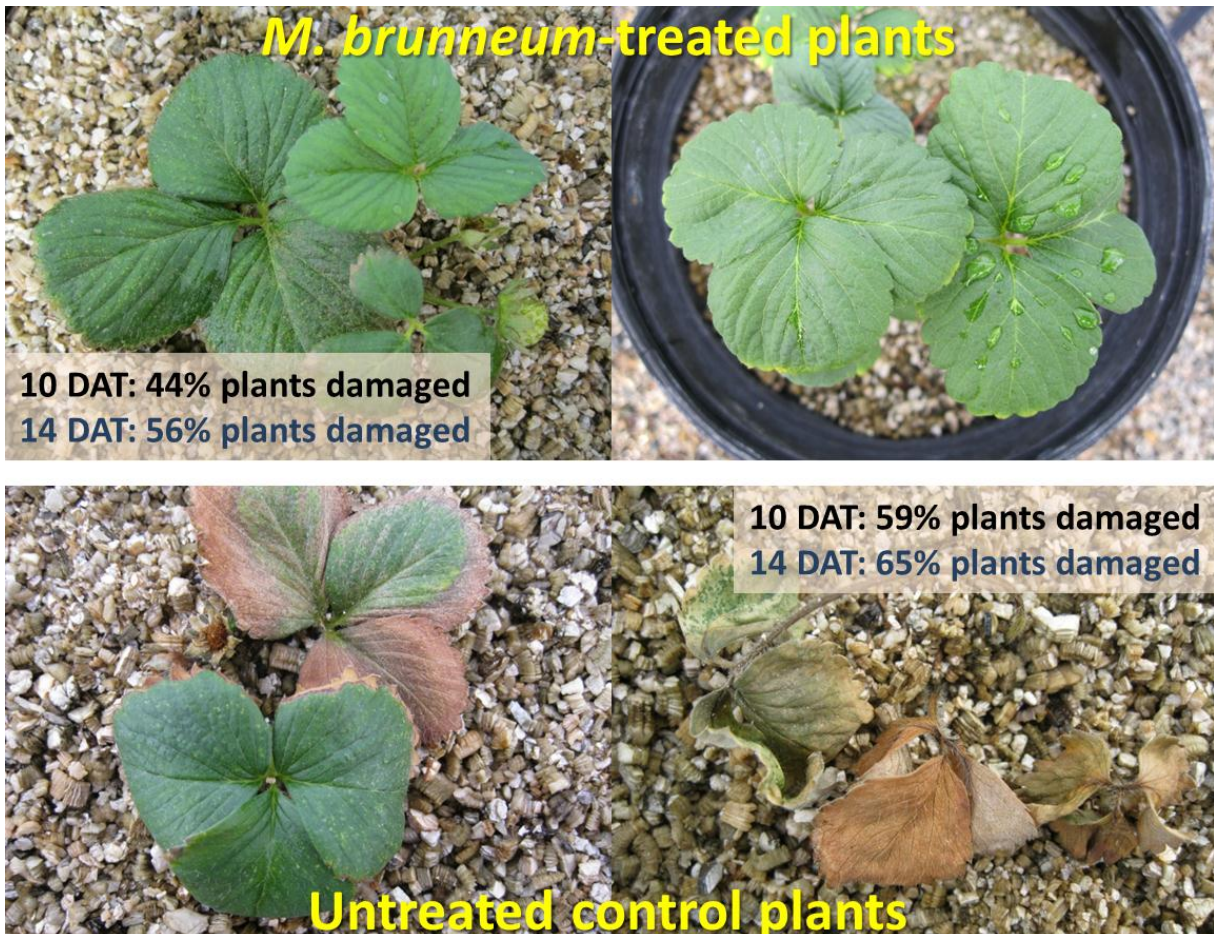 M. brunneum-treated plants
10 DAT: 44% plants damaged
14 DAT: 56% plants damaged
10 DAT: 59% plants damaged
14 DAT: 65% plants damaged
Untreated control plants